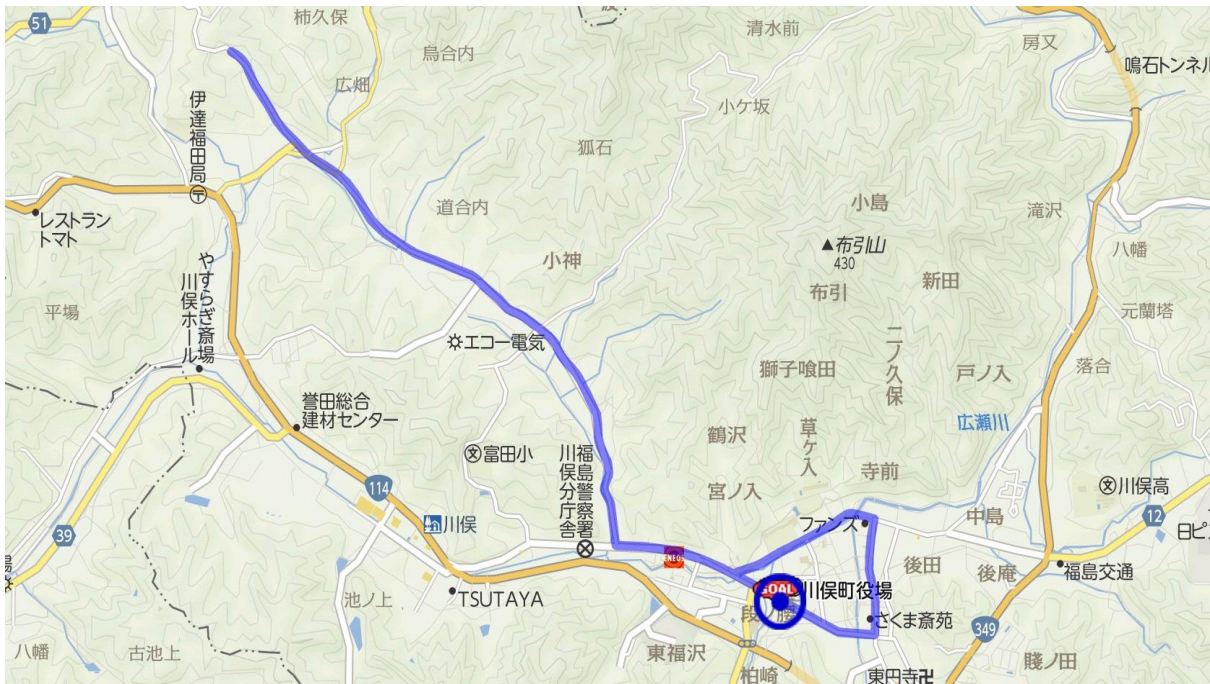 柿久保
51
烏合内
清水前
房又
広畑
鳴石トンネル
伊達福田局
小ケ坂
狐石
道合内
小島
滝沢
レストラン
トマト
▲布引山
430
八幡
小神
やすらぎ斎場
川俣ホール
新田
布引
平場
元蘭塔
エコー電気
二ノ久保
獅子喰田
戸ノ入
落合
誉田総合
建材センター
広瀬川
鶴沢
草ケ入
富田小
福島警察署
川俣分庁舎
寺前
川俣高
114
宮ノ入
川俣
ファンズ
中島
12
39
ENEOS
後田
後庵
福島交通
GOAL
川俣町役場
池ノ上
TSUTAYA
さくま斎苑
349
八幡
古池上
東福沢
柏崎
東円寺
賤ノ田